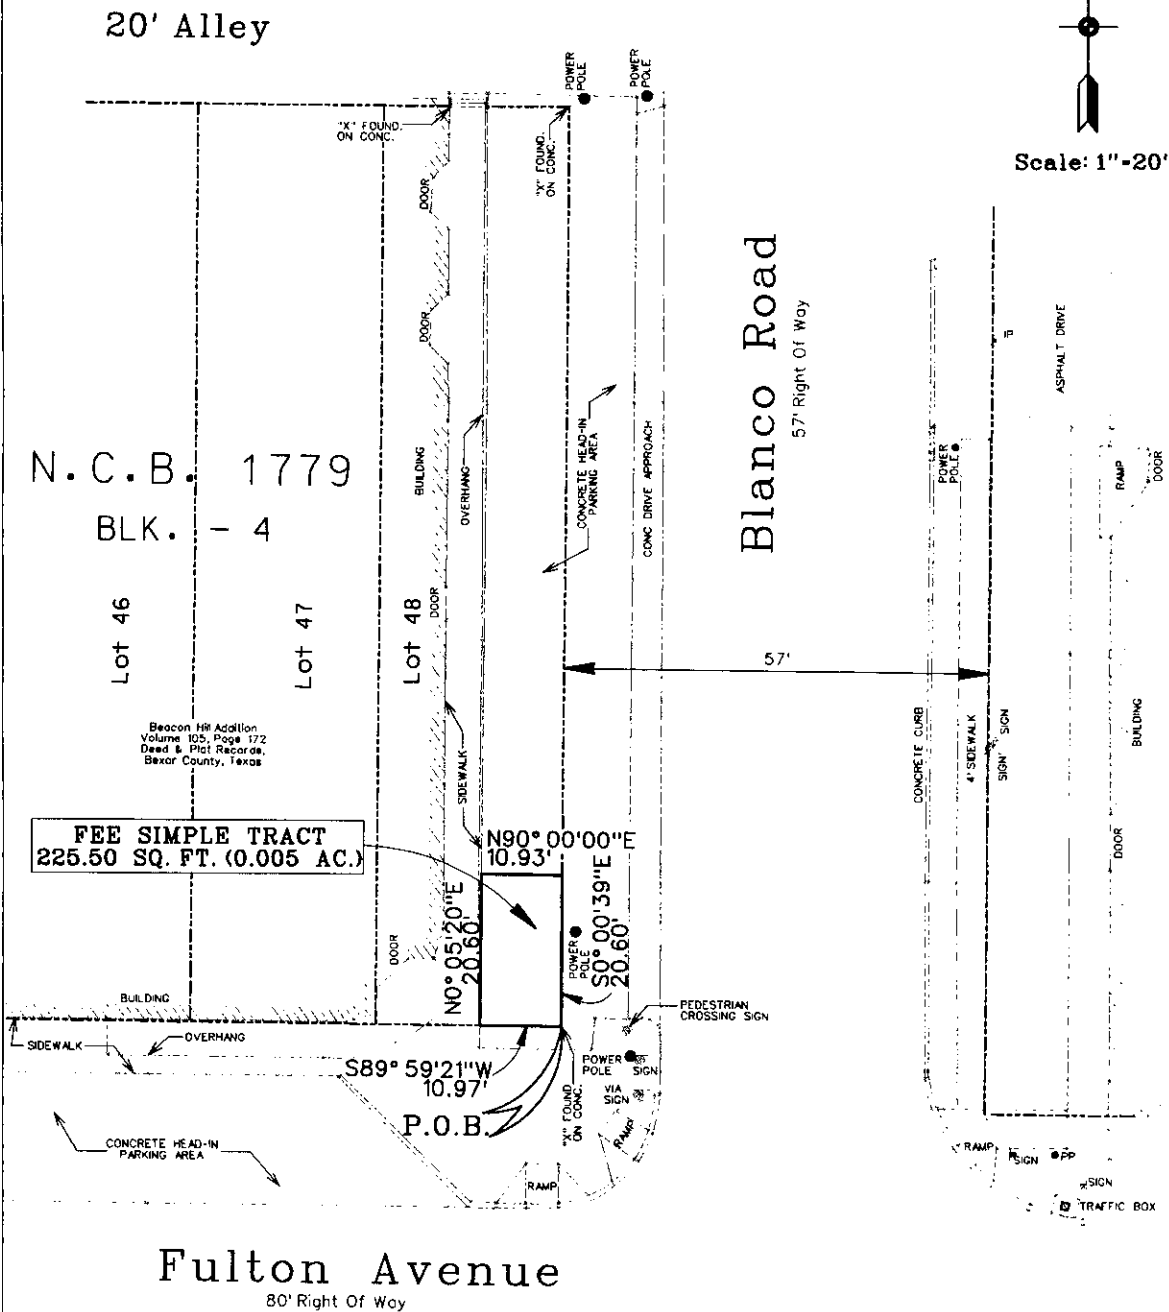 20' Alley
POWER
POLE
POWER
POLE
"X" FOUND
ON CONC.
"X" FOUND
ON CONC.
Scale: 1"-20'
DOOR
DOOR
Blanco Road
57' Right Of Way
IP
ASPHALT DRIVE
N.C.B. 1779
BLK. - 4
BUILDING
OVERHANG
CONCRETE HEAD-IN
PARKING AREA
CONC DRIVE APPROACH
POWER
POLE
RAMP
DOOR
Lot 46
Lot 47
Lot 48
DOOR
57'
Beacon Hill Addition
Volume 105, Page 172
Deed & Plat Records,
Bexar County, Texas
SIDEWALK
CONCRETE CURB
4' SIDEWALK
SIGN
SIGN
BUILDING
DOOR
FEE SIMPLE TRACT
225.50 SQ. FT. (0.005 AC.)
N90°00'00"E
10.93'
N0°05'20"E
20.60'
S0°00'39"E
20.60'
POWER
POLE
DOOR
BUILDING
SIDEWALK
OVERHANG
PEDESTRIAN
CROSSING SIGN
S89°59'21"W
10.97'
P.O.B.
"X" FOUND
ON CONC.
POWER
POLE
SIGN
VIA
SIGN
RAMP
RAMP
CONCRETE HEAD-IN
PARKING AREA
RAMP
SIGN
PP
SIGN
TRAFFIC BOX
Fulton Avenue
80' Right Of Way